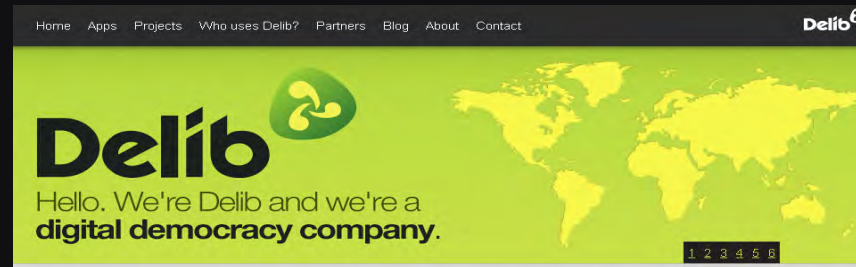 Home Apps Projects Who uses Delib? Partners Blog About Contact
Delib
Delib
Hello. We're Delib and we're a
digital democracy company.
1 2 3 4 5 6